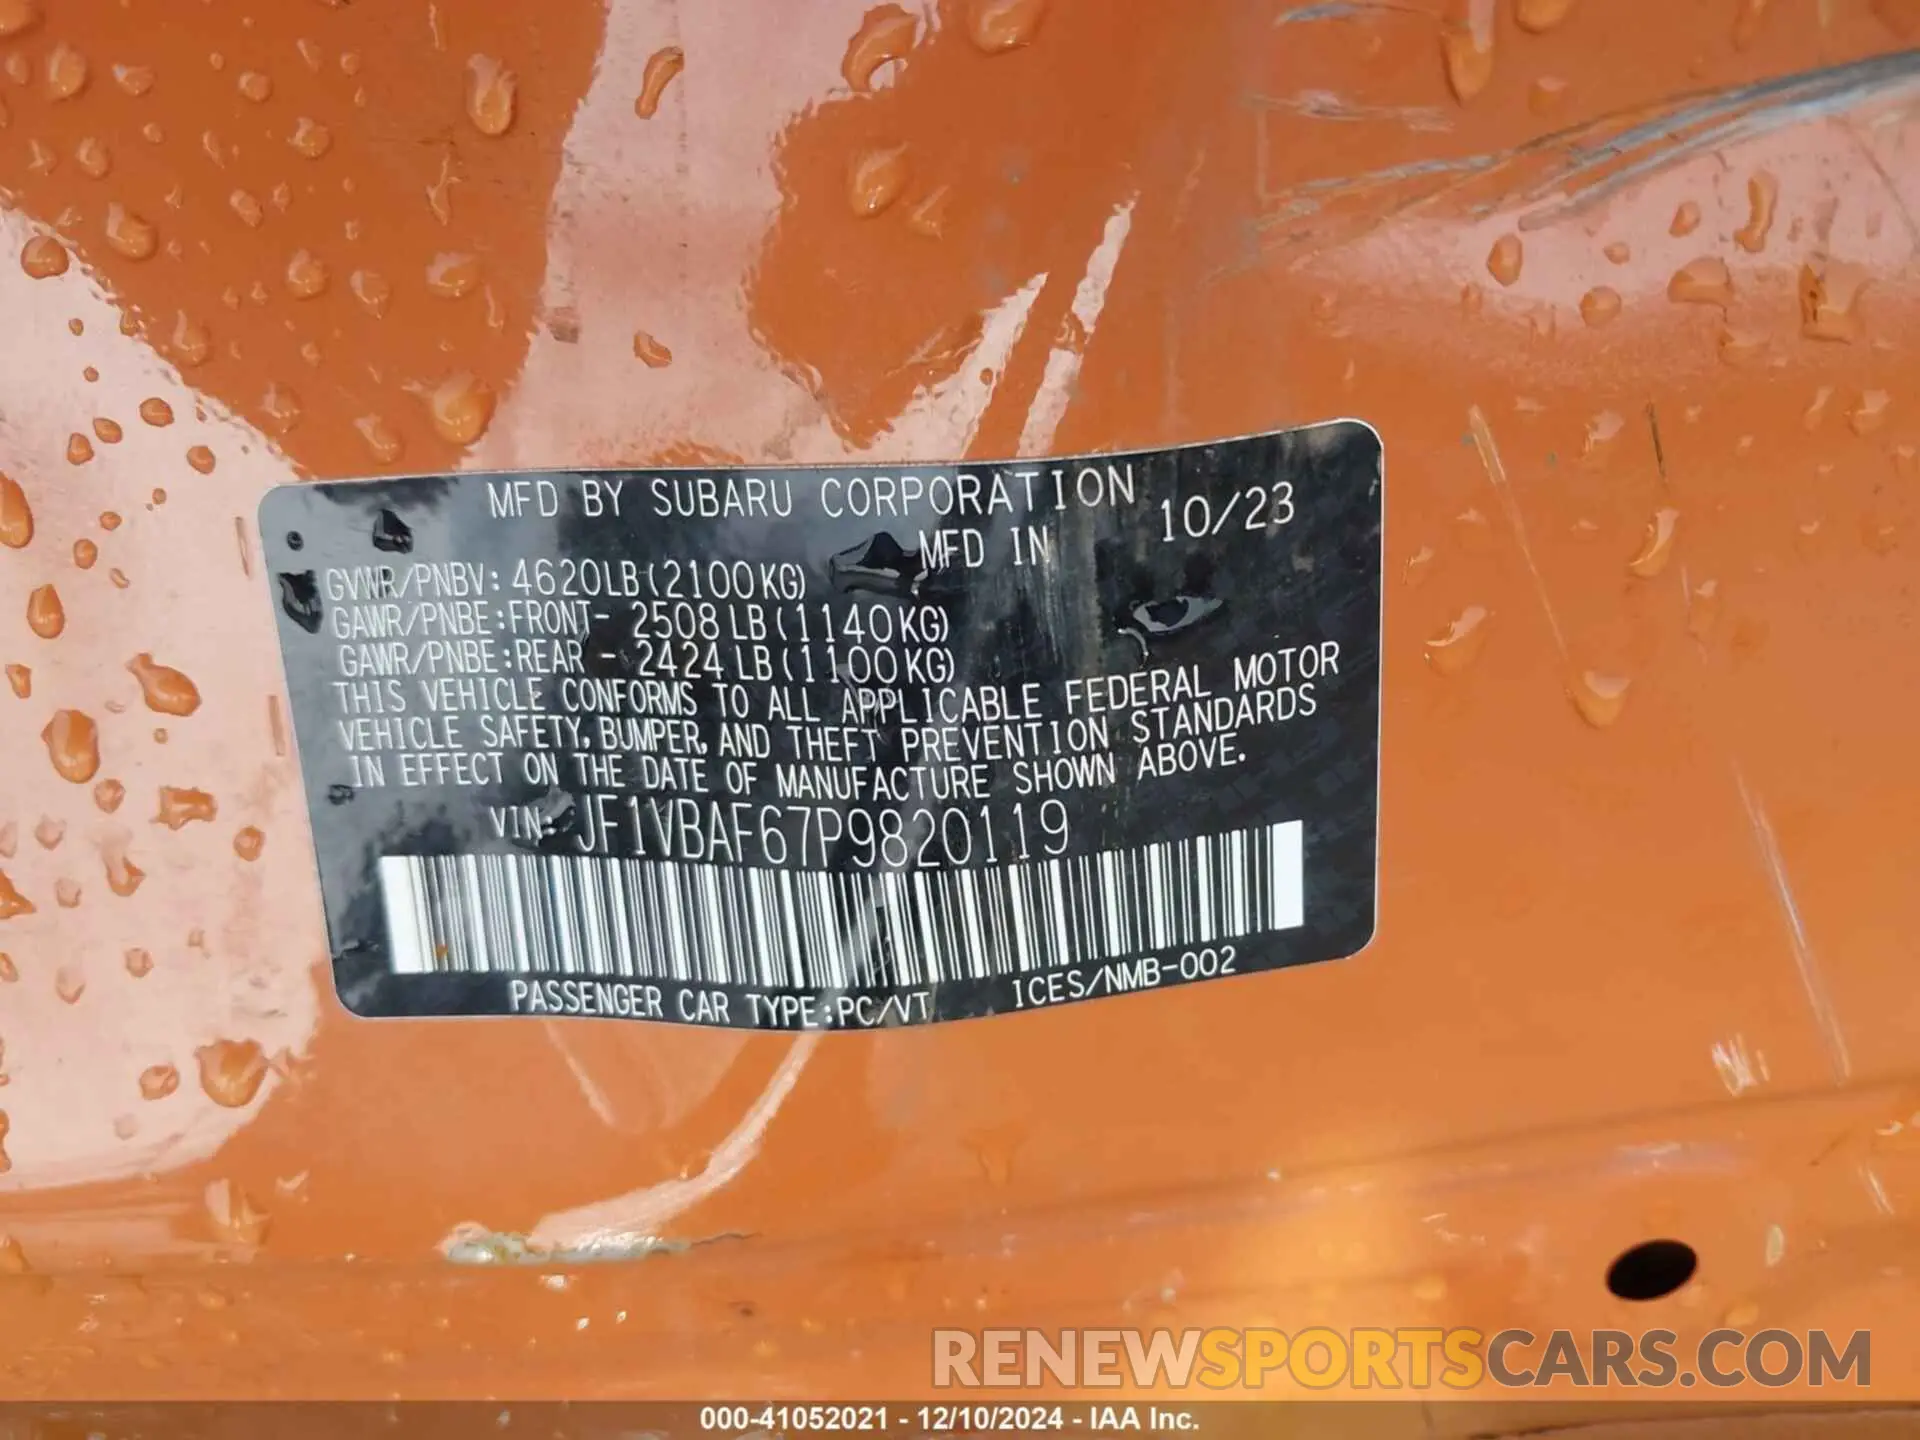 MFD BY SUBARU CORPORATION
MFD IN 10/23
GVWR/PNBV: 4620LB (2100KG)
GAWR/PNBE:FRONT- 2508LB (1140KG)
GAWR/PNBE:REAR - 2424LB (1100KG)
THIS VEHICLE CONFORMS TO ALL APPLICABLE FEDERAL MOTOR
VEHICLE SAFETY, BUMPER, AND THEFT PREVENTION STANDARDS
IN EFFECT ON THE DATE OF MANUFACTURE SHOWN ABOVE.
VIN: JF1VBAF67P9820119
PASSENGER CAR TYPE:PC/VT ICES/NMB-002
RENEWSPORTSCARS.COM
000-41052021 - 12/10/2024 - IAA Inc.